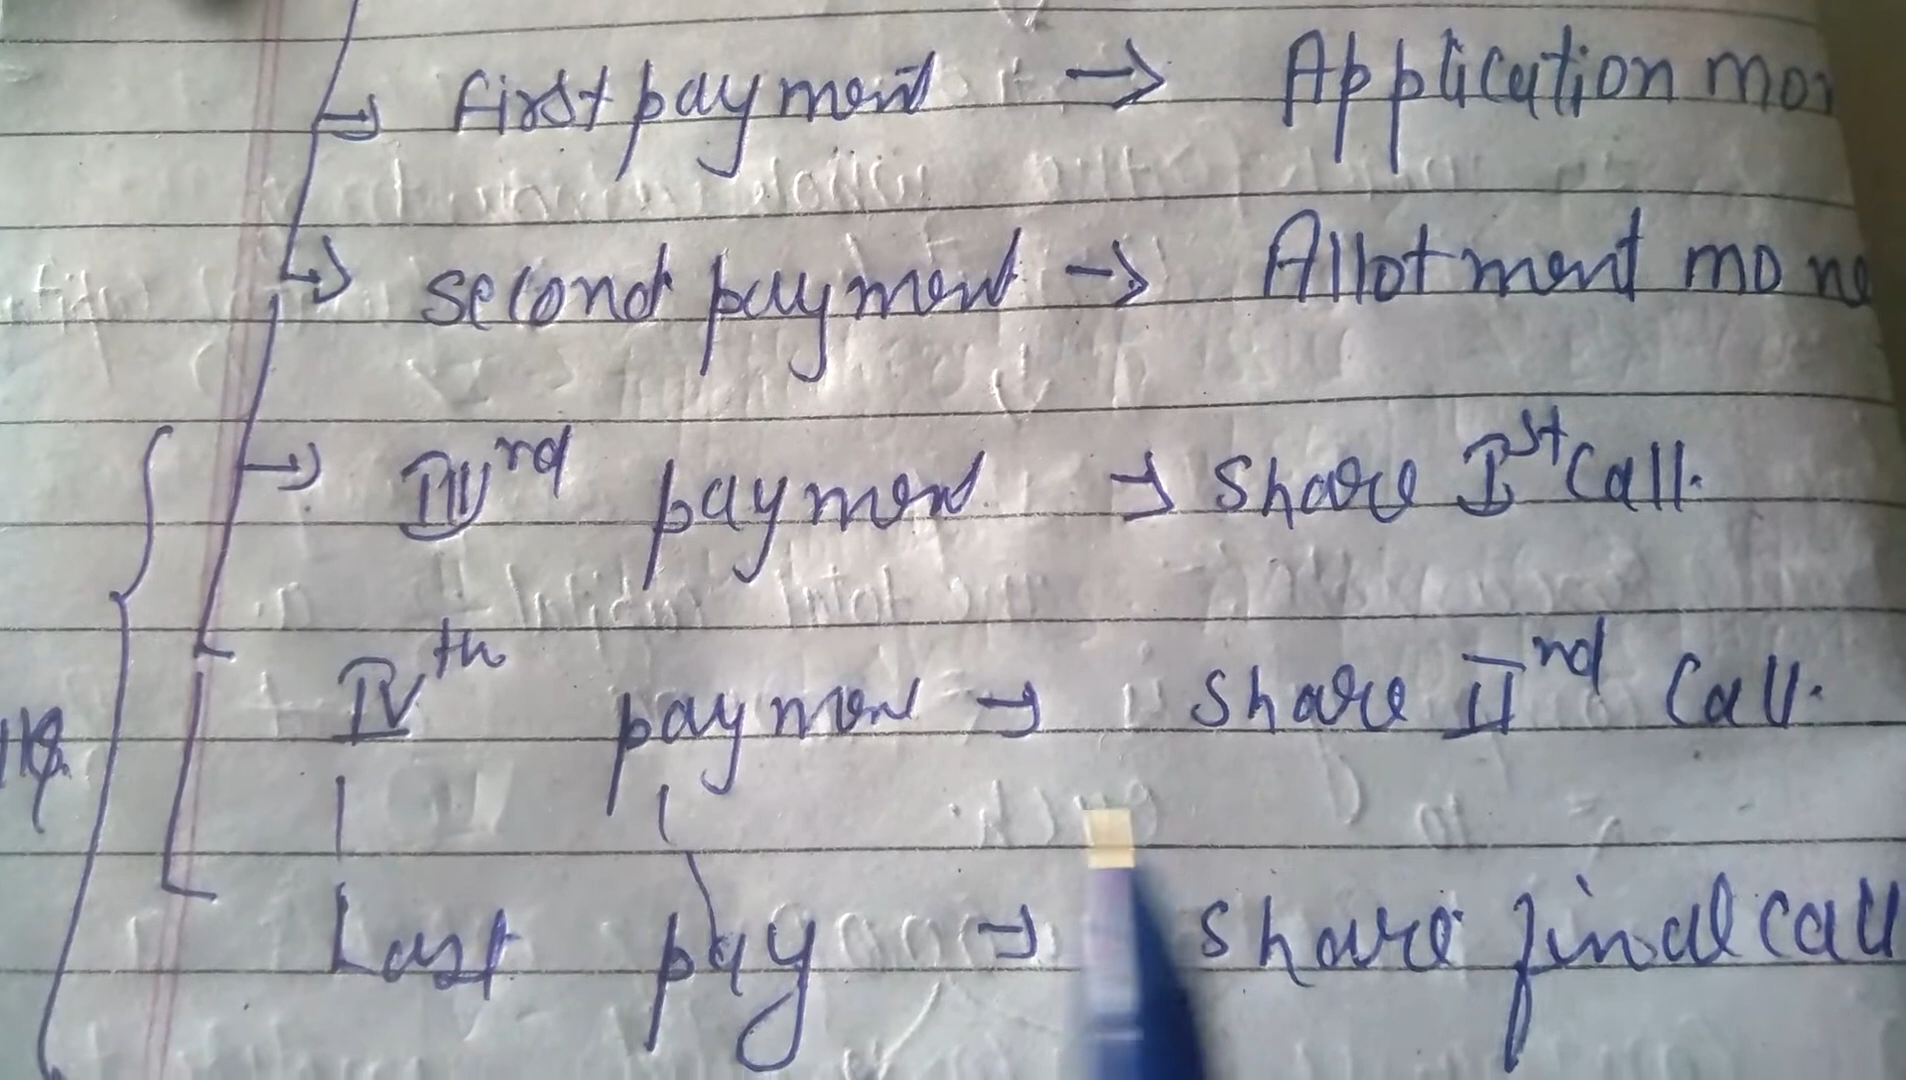 → First payment → Application mon
→ Second payment → Allotment mone
→ IIIrd payment → Share Ist Call.
IVth payment → Share IInd Call.
Last pay → Share final call